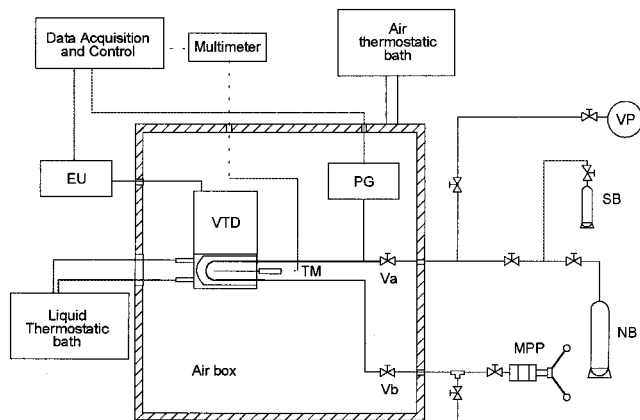 Data Acquisition
and Control
Multimeter
Air
thermostatic
bath
VP
EU
PG
SB
VTD
TM
Va
Liquid
Thermostatic
bath
NB
MPP
Air box
Vb